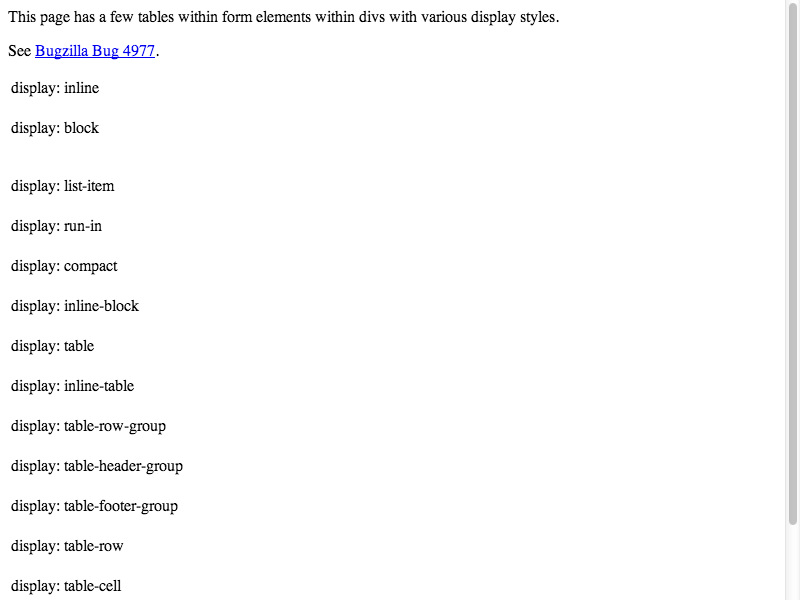 This page has a few tables within form elements within divs with various display styles.
See Bugzilla Bug 4977.
display: inline
display: block
display: list-item
display: run-in
display: compact
display: inline-block
display: table
display: inline-table
display: table-row-group
display: table-header-group
display: table-footer-group
display: table-row
display: table-cell